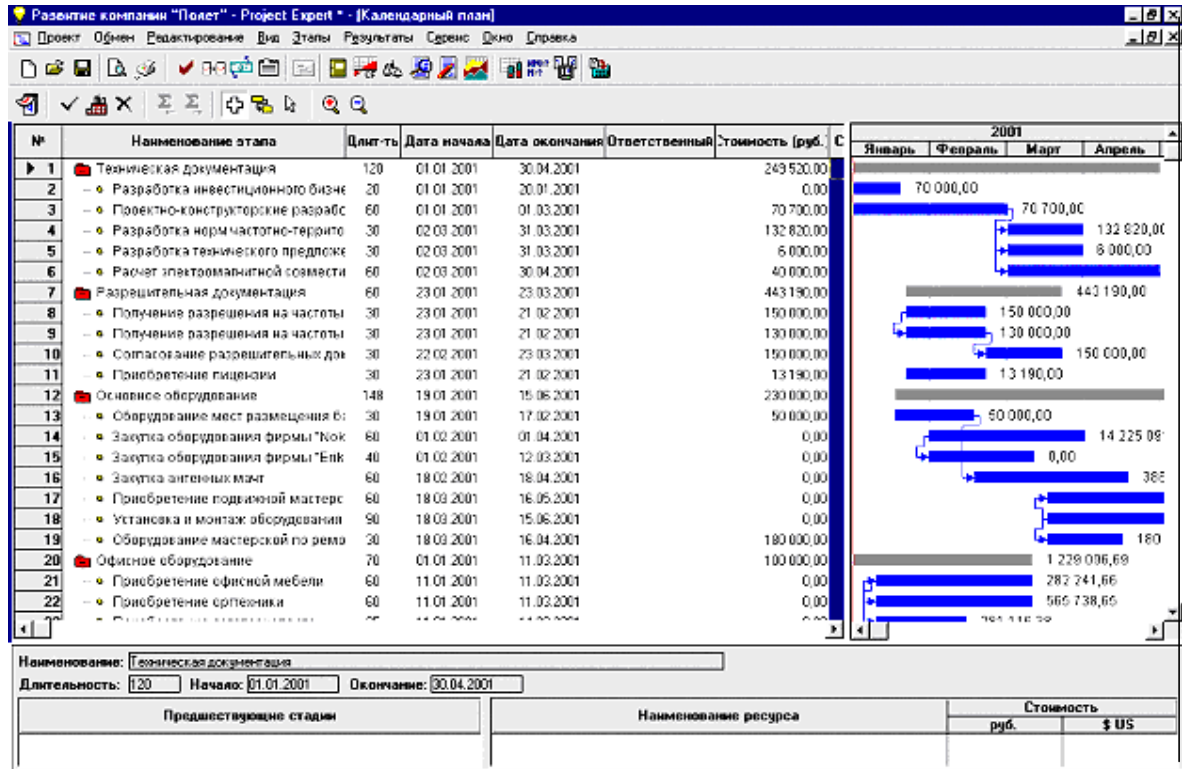 Развитие компании "Полет" - Project Expert * - [Календарный план]
Проект Обмен Редактирование Вид Этапы Результаты Сервис Окно Справка
№ Наименование этапа Длит-ть Дата начала Дата окончания Ответственный Стоимость (руб. С
2001
Январь Февраль Март Апрель
1 Техническая документация 120 01.01.2001 30.04.2001 249 520,00
2 Разработка инвестиционного бизне 20 01.01.2001 20.01.2001 0,00 70 000,00
3 Проектно-конструкторские разрабс 60 01.01.2001 01.03.2001 70 700,00 70 700,00
4 Разработка норм частотно-террито 30 02.03.2001 31.03.2001 132 820,00 132 820,00
5 Разработка технического предложе 30 02.03.2001 31.03.2001 6 000,00 6 000,00
6 Расчет электромагнитной совмести 60 02.03.2001 30.04.2001 40 000,00
7 Разрешительная документация 60 23.01.2001 23.03.2001 443 190,00 443 190,00
8 Получение разрешения на частоты 30 23.01.2001 21.02.2001 150 000,00 150 000,00
9 Получение разрешения на частоты 30 23.01.2001 21.02.2001 130 000,00 130 000,00
10 Согласование разрешительных док 30 22.02.2001 23.03.2001 150 000,00 150 000,00
11 Приобретение лицензии 30 23.01.2001 21.02.2001 13 190,00 13 190,00
12 Основное оборудование 148 19.01.2001 15.06.2001 230 000,00
13 Оборудование мест размещения б 30 19.01.2001 17.02.2001 50 000,00 50 000,00
14 Закупка оборудования фирмы "Nok 60 01.02.2001 01.04.2001 0,00 14 225 09
15 Закупка оборудования фирмы "Erik 40 01.02.2001 12.03.2001 0,00 0,00
16 Закупка антенных мачт 60 18.02.2001 18.04.2001 0,00 386
17 Приобретение подвижной мастерс 60 18.03.2001 16.05.2001 0,00
18 Установка и монтаж оборудования 90 18.03.2001 15.06.2001 0,00
19 Оборудование мастерской по ремо 30 18.03.2001 16.04.2001 180 000,00 180
20 Офисное оборудование 70 01.01.2001 11.03.2001 100 000,00 1 229 006,69
21 Приобретение офисной мебели 60 11.01.2001 11.03.2001 0,00 282 241,66
22 Приобретение оргтехники 60 11.01.2001 11.03.2001 0,00 565 738,65
Наименование: Техническая документация
Длительность: 120 Начало: 01.01.2001 Окончание: 30.04.2001
Предшествующие стадии Наименование ресурса Стоимость
руб. $ US